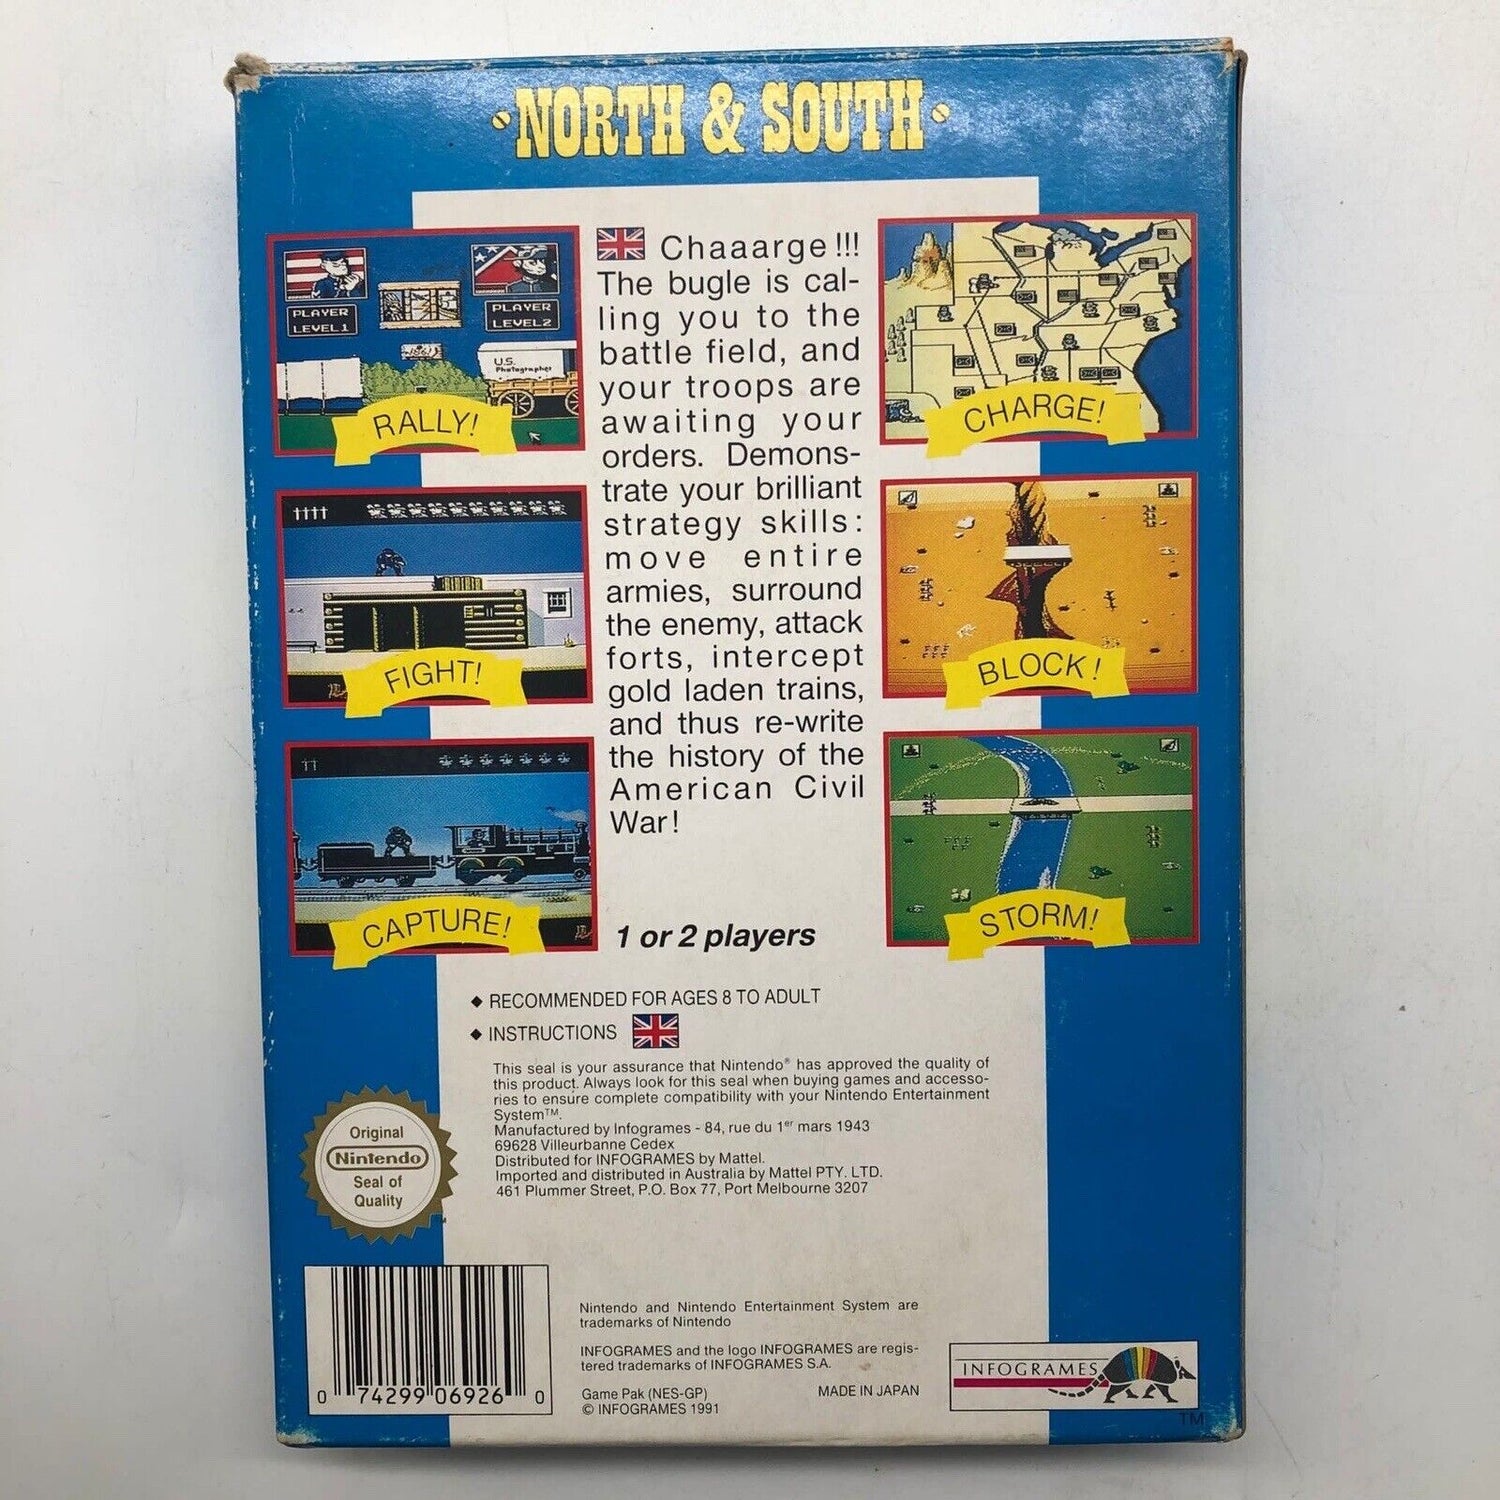 NORTH & SOUTH
PLAYER
LEVEL 1
PLAYER
LEVEL 2
1861
U.S.
Photographer
RALLY!
FIGHT!
CAPTURE!
Chaaarge !!!
The bugle is cal-
ling you to the
battle field, and
your troops are
awaiting your
orders. Demons-
trate your brilliant
strategy skills:
move entire
armies, surround
the enemy, attack
forts, intercept
gold laden trains,
and thus re-write
the history of the
American Civil
War!
1 or 2 players
CHARGE!
BLOCK!
STORM!
◆ RECOMMENDED FOR AGES 8 TO ADULT
◆ INSTRUCTIONS
This seal is your assurance that Nintendo® has approved the quality of
this product. Always look for this seal when buying games and accesso-
ries to ensure complete compatibility with your Nintendo Entertainment
System™.
Manufactured by Infogrames - 84, rue du 1er mars 1943
69628 Villeurbanne Cedex
Distributed for INFOGRAMES by Mattel.
Imported and distributed in Australia by Mattel PTY. LTD.
461 Plummer Street, P.O. Box 77, Port Melbourne 3207
Original
Nintendo
Seal of
Quality
0 74299 06926 0
Nintendo and Nintendo Entertainment System are
trademarks of Nintendo
INFOGRAMES and the logo INFOGRAMES are regis-
tered trademarks of INFOGRAMES S.A.
Game Pak (NES-GP) MADE IN JAPAN
© INFOGRAMES 1991
INFOGRAMES
TM